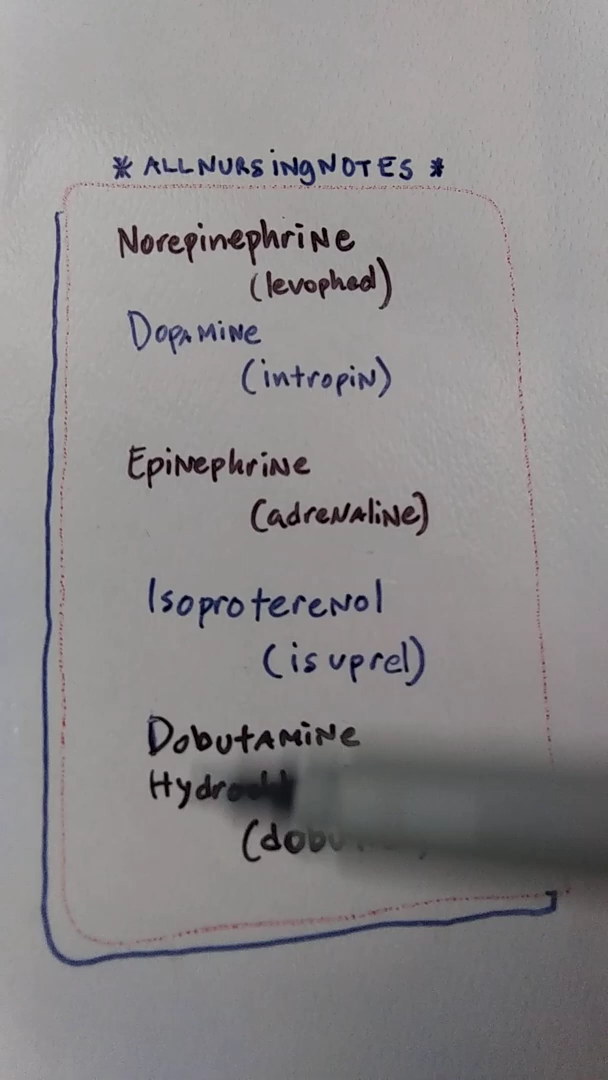 * ALLNURSINGNOTES *
Norepinephrine
(levophed)
Dopamine
(intropin)
Epinephrine
(adrenaline)
Isoproterenol
(isuprel)
Dobutamine